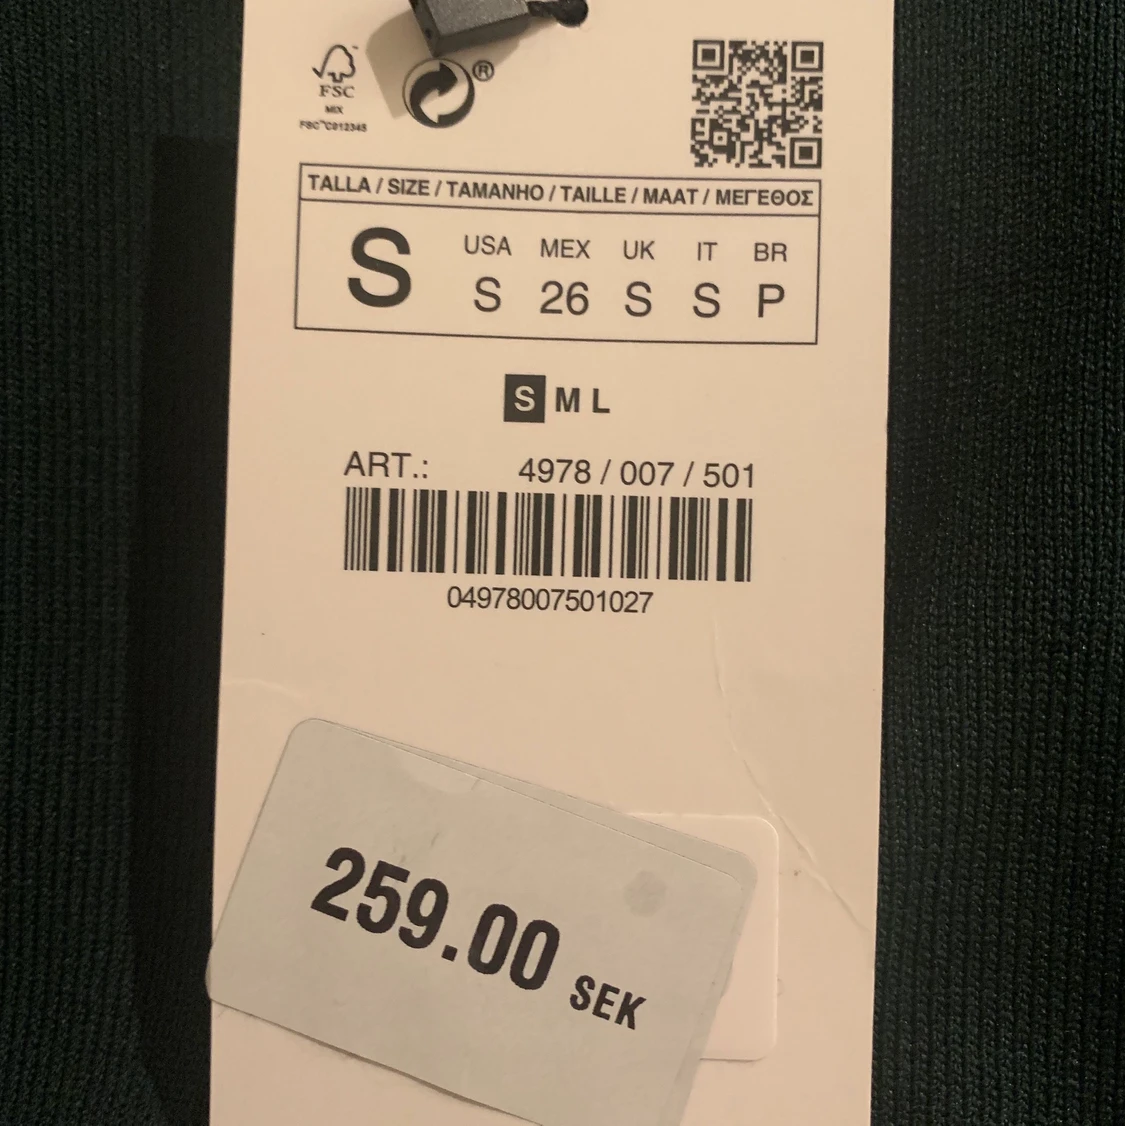 FSC
MIX
FSC™C012345
®
TALLA / SIZE / TAMANHO / TAILLE / MAAT / ΜΕΓΕΘΟΣ
S
USA MEX UK IT BR
S 26 S S P
S M L
ART.: 4978 / 007 / 501
04978007501027
259.00 SEK